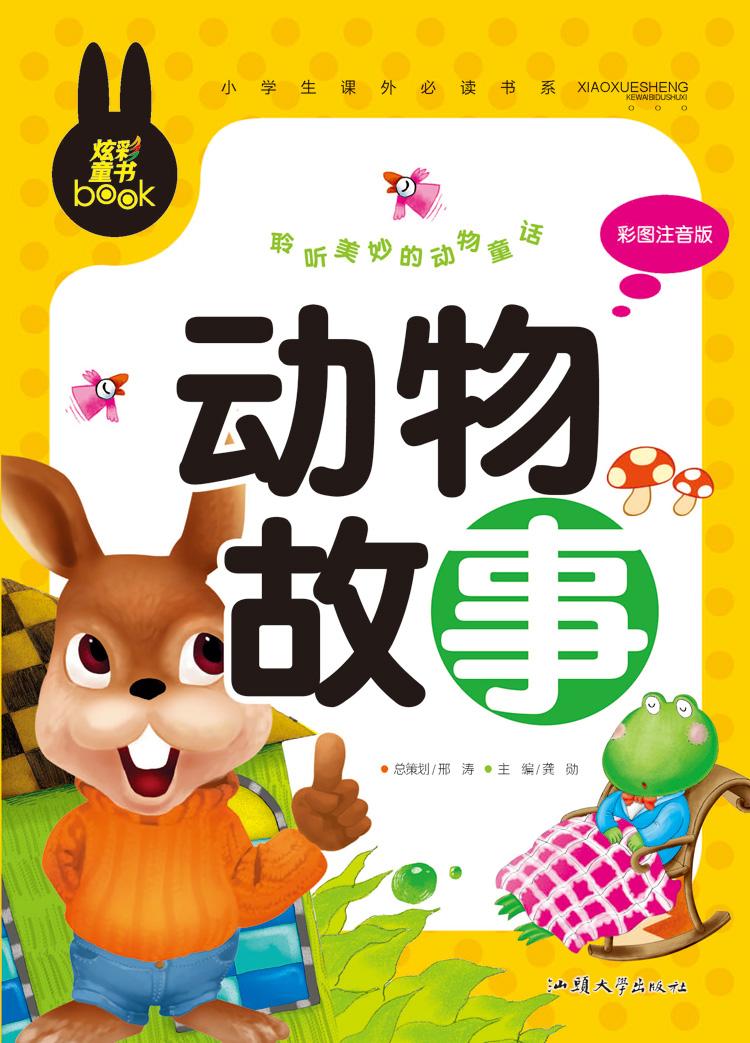 小学生课外必读书系 XIAOXUESHENG
KEWAIBIDUSHUXI
炫彩
童书
book
聆听美妙的动物童话
彩图注音版
动物
故事
总策划/邢 涛 主 编/龚 勋
汕頭大學出版社